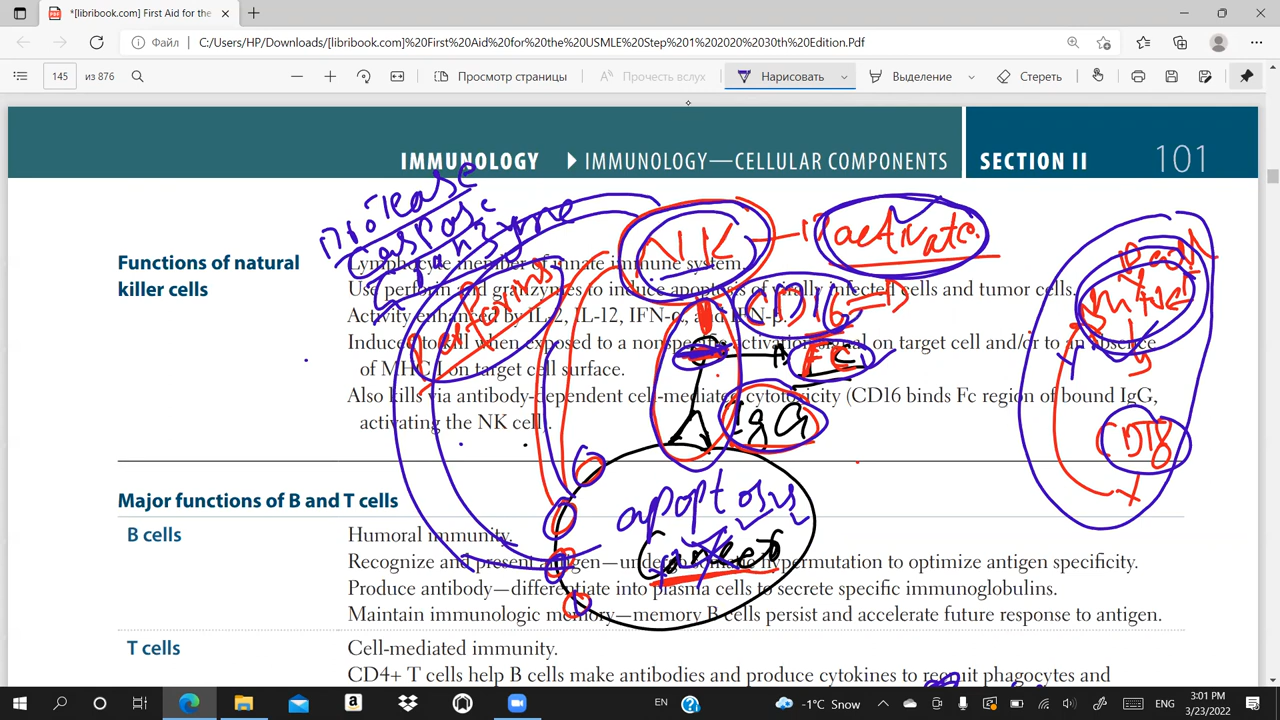 *[libribook.com] First Aid for the
Файл
C:/Users/HP/Downloads/[libribook.com]%20First%20Aid%20for%20the%20USMLE%20Step%201%202020%2030th%20Edition.Pdf
145 из 876
Просмотр страницы
Прочесть вслух
Нарисовать
Выделение
Стереть
IMMUNOLOGY
IMMUNOLOGY—CELLULAR COMPONENTS
SECTION II
101
Functions of natural
killer cells
Lymphocyte member of innate immune system.
Use perforin and granzymes to induce apoptosis of virally infected cells and tumor cells.
Activity enhanced by IL-2, IL-12, IFN-α, and IFN-β.
Induced to kill when exposed to a nonspecific activation signal on target cell and/or to an absence
of MHC I on target cell surface.
Also kills via antibody-dependent cell-mediated cytotoxicity (CD16 binds Fc region of bound IgG,
activating the NK cell).
protease
caspase
enzyme
perforins
NK
activate
CD16
FC
IgG
apoptosis
Cancer
CDT8
Major functions of B and T cells
B cells
Humoral immunity.
Recognize and present antigen—undergo somatic hypermutation to optimize antigen specificity.
Produce antibody—differentiate into plasma cells to secrete specific immunoglobulins.
Maintain immunologic memory—memory B cells persist and accelerate future response to antigen.
T cells
Cell-mediated immunity.
CD4+ T cells help B cells make antibodies and produce cytokines to recruit phagocytes and
-1°C Snow
EN
ENG
3:01 PM
3/23/2022